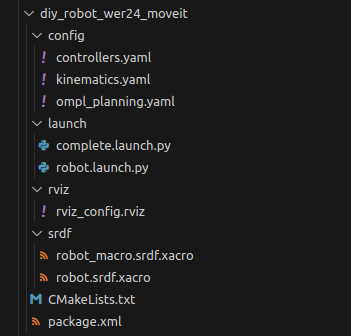 diy_robot_wer24_moveit
config
controllers.yaml
kinematics.yaml
ompl_planning.yaml
launch
complete.launch.py
robot.launch.py
rviz
rviz_config.rviz
srdf
robot_macro.srdf.xacro
robot.srdf.xacro
CMakeLists.txt
package.xml